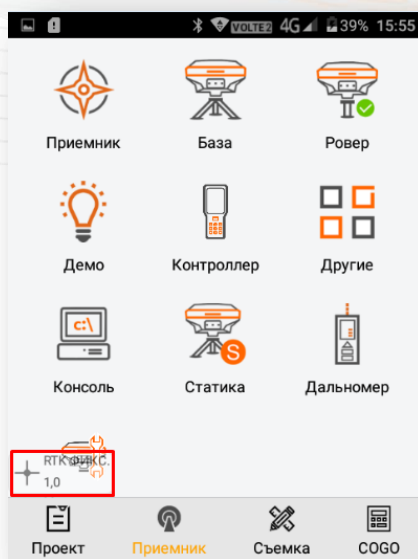 VOLTE2 4G 39% 15:55
Приемник База Ровер
Демо Контроллер Другие
c:\
Консоль S Статика Дальномер
RTK ФИКС.
1,0
Проект Приемник Съемка COGO